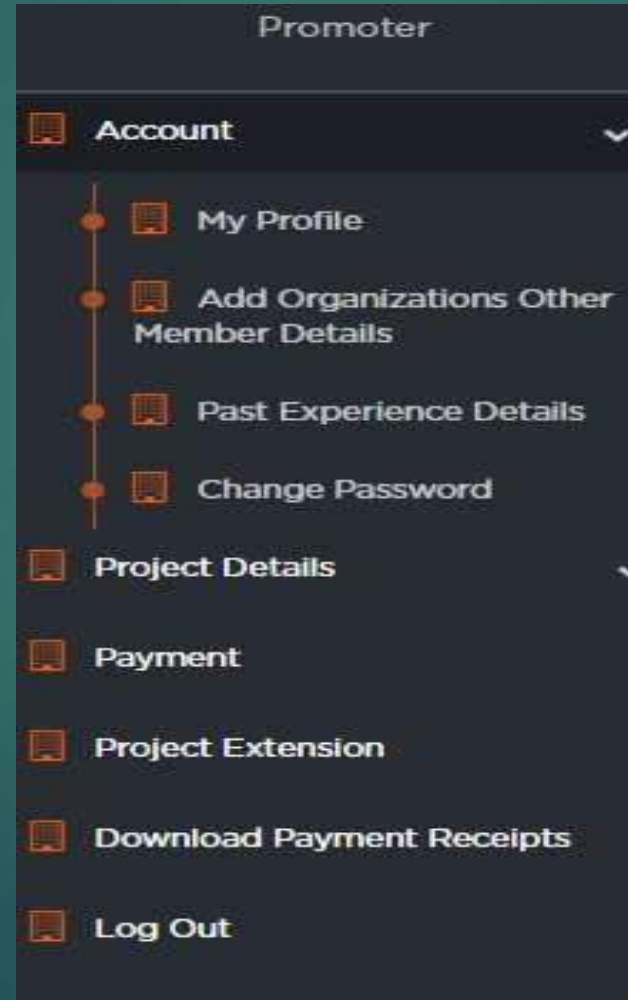 Promoter
Account
My Profile
Add Organizations Other
Member Details
Past Experience Details
Change Password
Project Details
Payment
Project Extension
Download Payment Receipts
Log Out